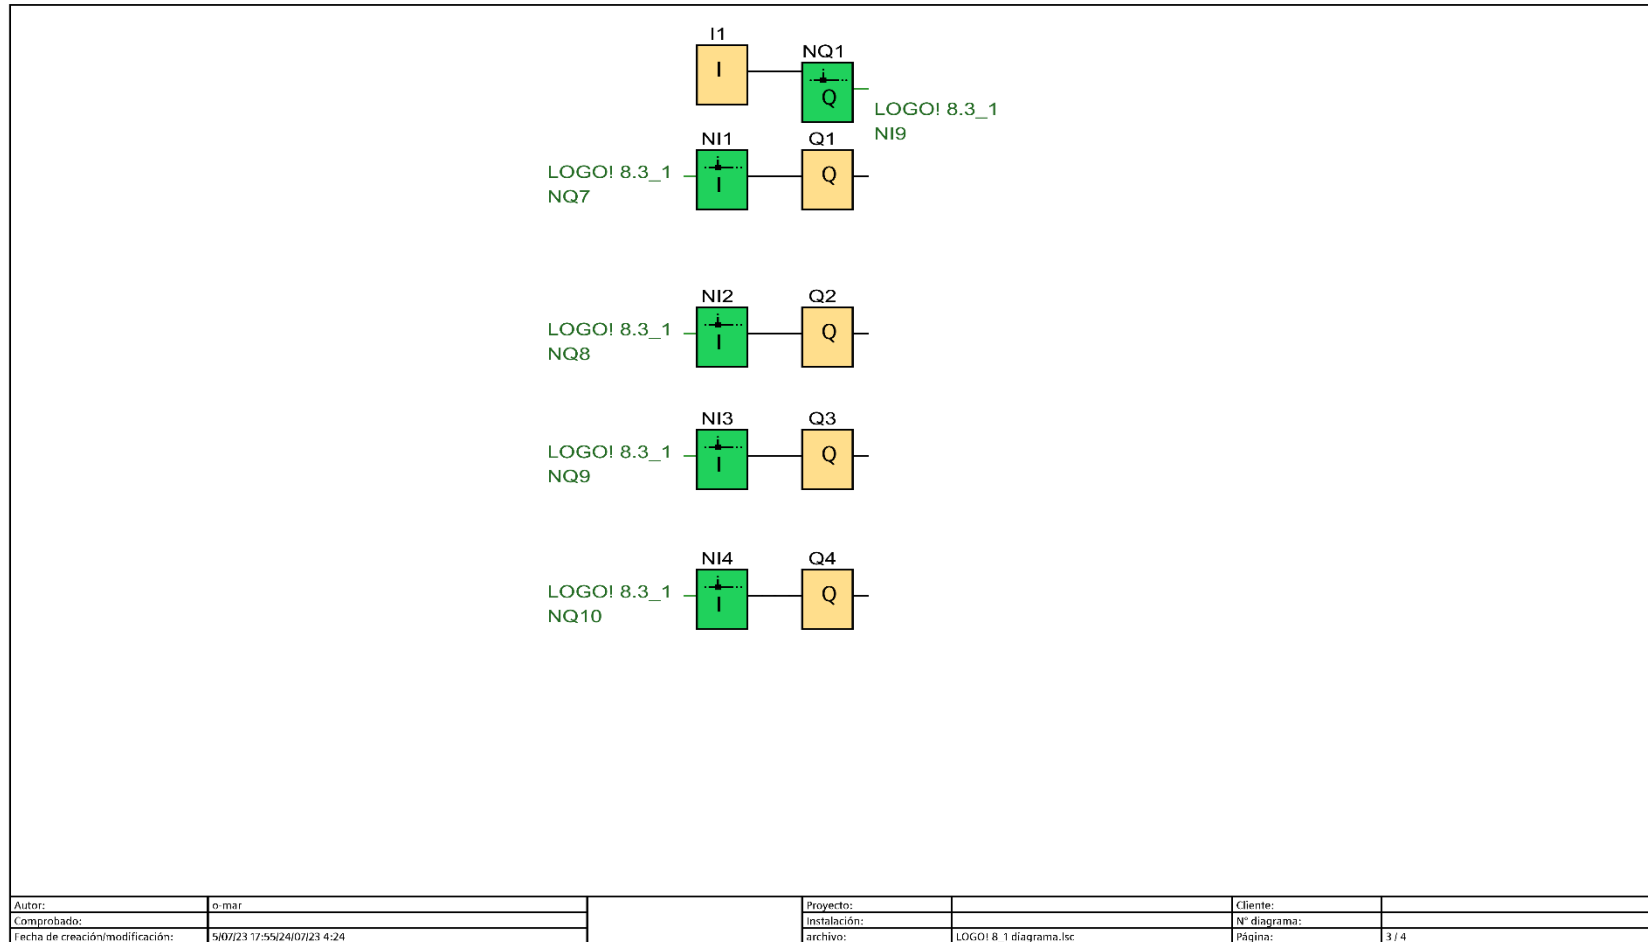 I1
I
NQ1
Q
LOGO! 8.3_1
NI9
NI1
I
Q1
Q
LOGO! 8.3_1
NQ7
NI2
I
Q2
Q
LOGO! 8.3_1
NQ8
NI3
I
Q3
Q
LOGO! 8.3_1
NQ9
NI4
I
Q4
Q
LOGO! 8.3_1
NQ10
Autor: o-mar Proyecto: Cliente:
Comprobado: Instalación: N° diagrama:
Fecha de creación/modificación: 5/07/23 17:55/24/07/23 4:24 archivo: LOGO! 8_1 diagrama.lsc Página: 3 / 4